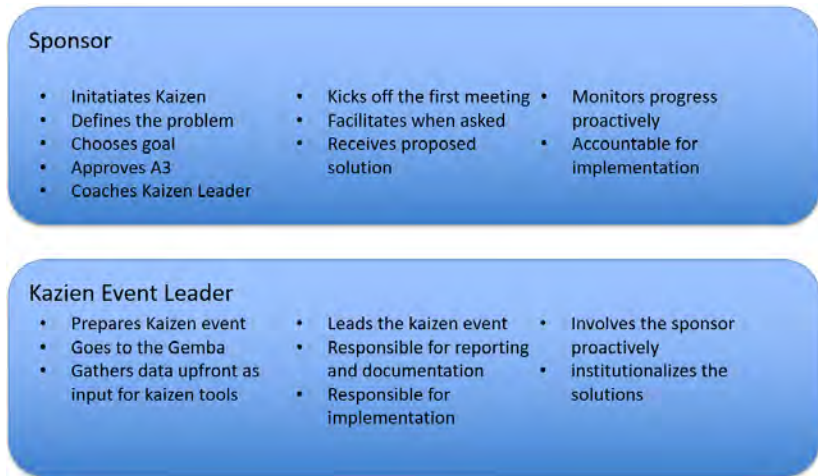 Sponsor
• Initatiates Kaizen
• Defines the problem
• Chooses goal
• Approves A3
• Coaches Kaizen Leader
• Kicks off the first meeting
• Facilitates when asked
• Receives proposed
solution
• Monitors progress
proactively
• Accountable for
implementation
Kazien Event Leader
• Prepares Kaizen event
• Goes to the Gemba
• Gathers data upfront as
input for kaizen tools
• Leads the kaizen event
• Responsible for reporting
and documentation
• Responsible for
implementation
• Involves the sponsor
proactively
• institutionalizes the
solutions